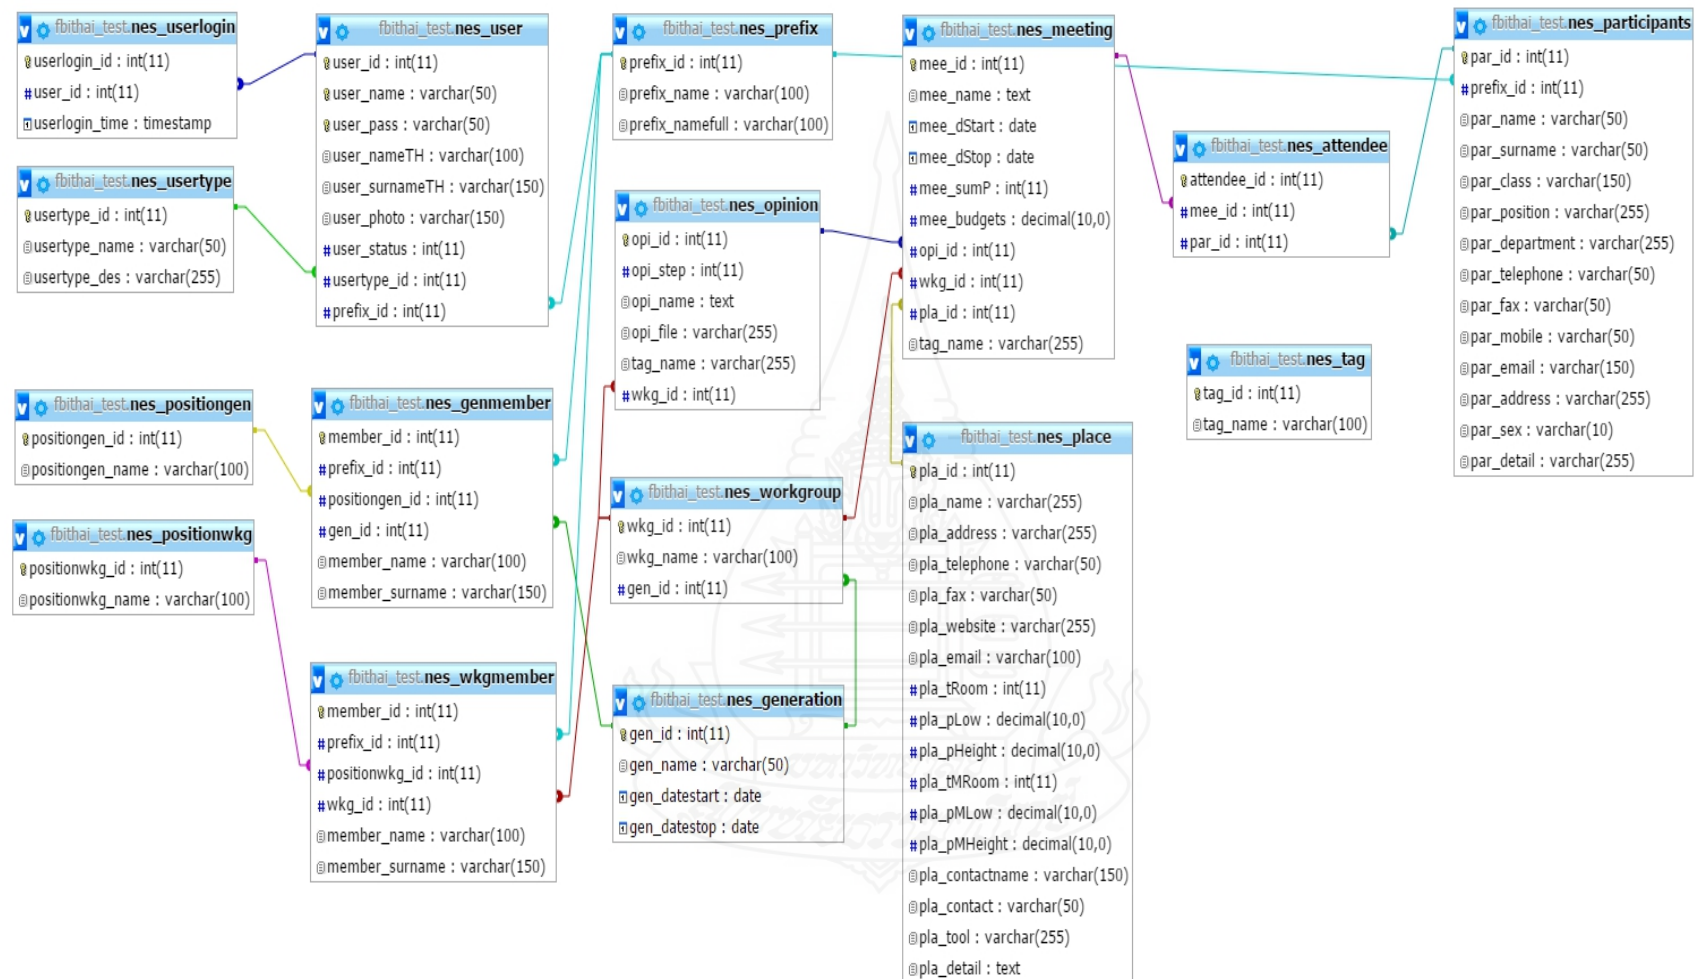 fbithai_test.nes_userlogin
userlogin_id : int(11)
#user_id : int(11)
userlogin_time : timestamp
fbithai_test.nes_usertype
usertype_id : int(11)
usertype_name : varchar(50)
usertype_des : varchar(255)
fbithai_test.nes_positiongen
positiongen_id : int(11)
positiongen_name : varchar(100)
fbithai_test.nes_positionwkg
positionwkg_id : int(11)
positionwkg_name : varchar(100)
fbithai_test.nes_user
user_id : int(11)
user_name : varchar(50)
user_pass : varchar(50)
user_nameTH : varchar(100)
user_surnameTH : varchar(150)
user_photo : varchar(150)
#user_status : int(11)
#usertype_id : int(11)
#prefix_id : int(11)
fbithai_test.nes_genmember
member_id : int(11)
#prefix_id : int(11)
#positiongen_id : int(11)
#gen_id : int(11)
member_name : varchar(100)
member_surname : varchar(150)
fbithai_test.nes_wkgmember
member_id : int(11)
#prefix_id : int(11)
#positionwkg_id : int(11)
#wkg_id : int(11)
member_name : varchar(100)
member_surname : varchar(150)
fbithai_test.nes_prefix
prefix_id : int(11)
prefix_name : varchar(100)
prefix_namefull : varchar(100)
fbithai_test.nes_opinion
opi_id : int(11)
#opi_step : int(11)
opi_name : text
opi_file : varchar(255)
tag_name : varchar(255)
#wkg_id : int(11)
fbithai_test.nes_workgroup
wkg_id : int(11)
wkg_name : varchar(100)
#gen_id : int(11)
fbithai_test.nes_generation
gen_id : int(11)
gen_name : varchar(50)
gen_datestart : date
gen_datestop : date
fbithai_test.nes_meeting
mee_id : int(11)
mee_name : text
mee_dStart : date
mee_dStop : date
#mee_sumP : int(11)
#mee_budgets : decimal(10,0)
#opi_id : int(11)
#wkg_id : int(11)
#pla_id : int(11)
tag_name : varchar(255)
fbithai_test.nes_place
pla_id : int(11)
pla_name : varchar(255)
pla_address : varchar(255)
pla_telephone : varchar(50)
pla_fax : varchar(50)
pla_website : varchar(255)
pla_email : varchar(100)
#pla_tRoom : int(11)
#pla_pLow : decimal(10,0)
#pla_pHeight : decimal(10,0)
#pla_tMRoom : int(11)
#pla_pMLow : decimal(10,0)
#pla_pMHeight : decimal(10,0)
pla_contactname : varchar(150)
pla_contact : varchar(50)
pla_tool : varchar(255)
pla_detail : text
fbithai_test.nes_attendee
attendee_id : int(11)
#mee_id : int(11)
#par_id : int(11)
fbithai_test.nes_tag
tag_id : int(11)
tag_name : varchar(100)
fbithai_test.nes_participants
par_id : int(11)
#prefix_id : int(11)
par_name : varchar(50)
par_surname : varchar(50)
par_class : varchar(150)
par_position : varchar(255)
par_department : varchar(255)
par_telephone : varchar(50)
par_fax : varchar(50)
par_mobile : varchar(50)
par_email : varchar(150)
par_address : varchar(255)
par_sex : varchar(10)
par_detail : varchar(255)